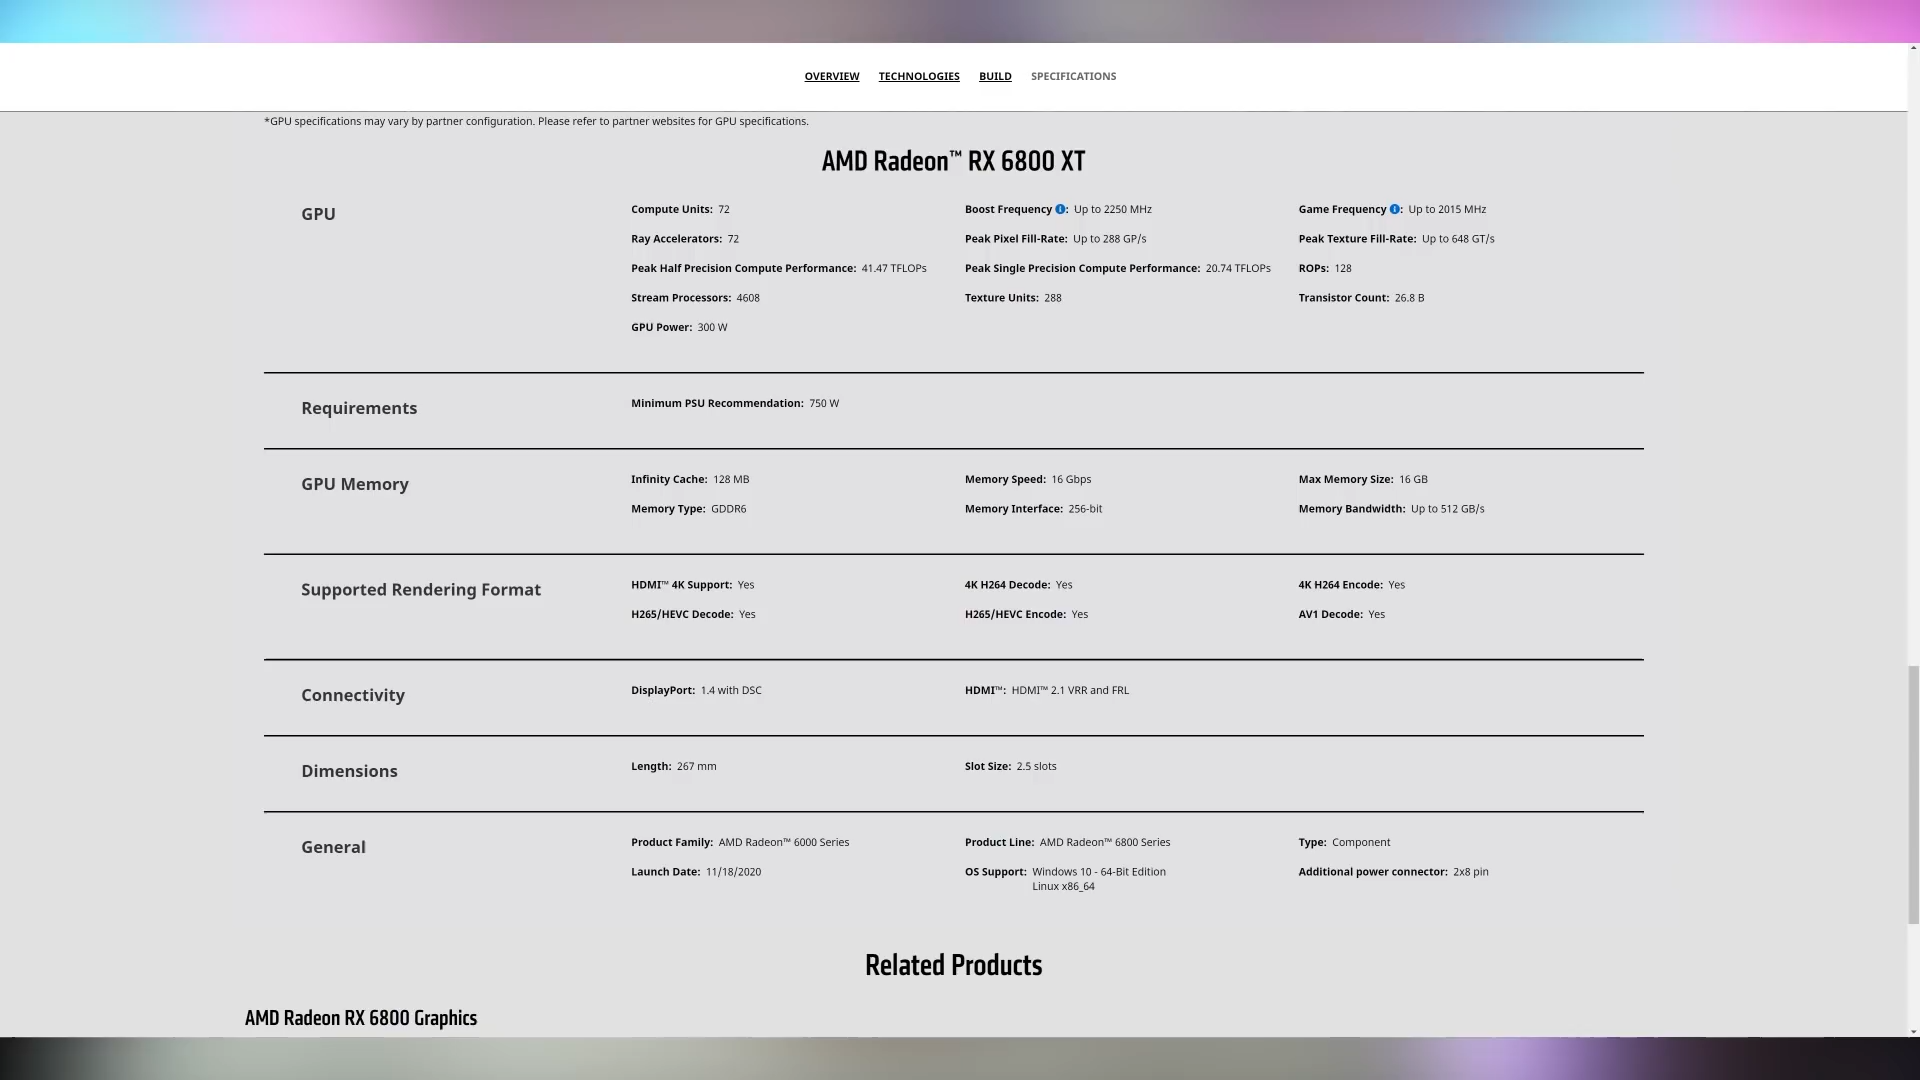 OVERVIEW TECHNOLOGIES BUILD SPECIFICATIONS
*GPU specifications may vary by partner configuration. Please refer to partner websites for GPU specifications.
AMD Radeon™ RX 6800 XT
GPU
Compute Units: 72 Boost Frequency i: Up to 2250 MHz Game Frequency i: Up to 2015 MHz
Ray Accelerators: 72 Peak Pixel Fill-Rate: Up to 288 GP/s Peak Texture Fill-Rate: Up to 648 GT/s
Peak Half Precision Compute Performance: 41.47 TFLOPs Peak Single Precision Compute Performance: 20.74 TFLOPs ROPs: 128
Stream Processors: 4608 Texture Units: 288 Transistor Count: 26.8 B
GPU Power: 300 W
Requirements
Minimum PSU Recommendation: 750 W
GPU Memory
Infinity Cache: 128 MB Memory Speed: 16 Gbps Max Memory Size: 16 GB
Memory Type: GDDR6 Memory Interface: 256-bit Memory Bandwidth: Up to 512 GB/s
Supported Rendering Format
HDMI™ 4K Support: Yes 4K H264 Decode: Yes 4K H264 Encode: Yes
H265/HEVC Decode: Yes H265/HEVC Encode: Yes AV1 Decode: Yes
Connectivity
DisplayPort: 1.4 with DSC HDMI™: HDMI™ 2.1 VRR and FRL
Dimensions
Length: 267 mm Slot Size: 2.5 slots
General
Product Family: AMD Radeon™ 6000 Series Product Line: AMD Radeon™ 6800 Series Type: Component
Launch Date: 11/18/2020 OS Support: Windows 10 - 64-Bit Edition Additional power connector: 2x8 pin
Linux x86_64
Related Products
AMD Radeon RX 6800 Graphics